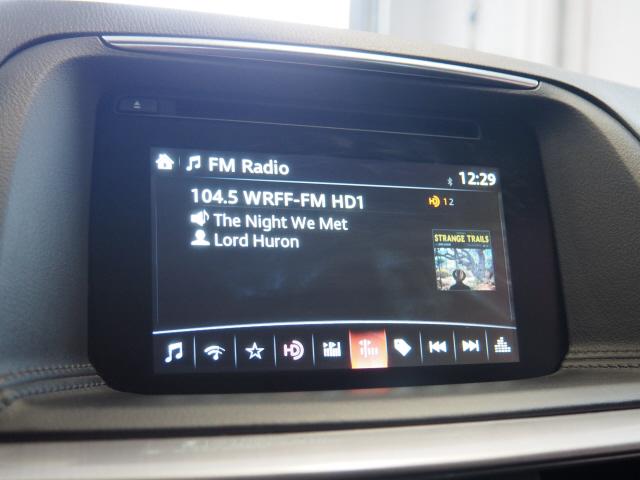 FM Radio
12:29
104.5 WRFF-FM HD1
HD 1 2
The Night We Met
Lord Huron
STRANGE TRAILS
HD